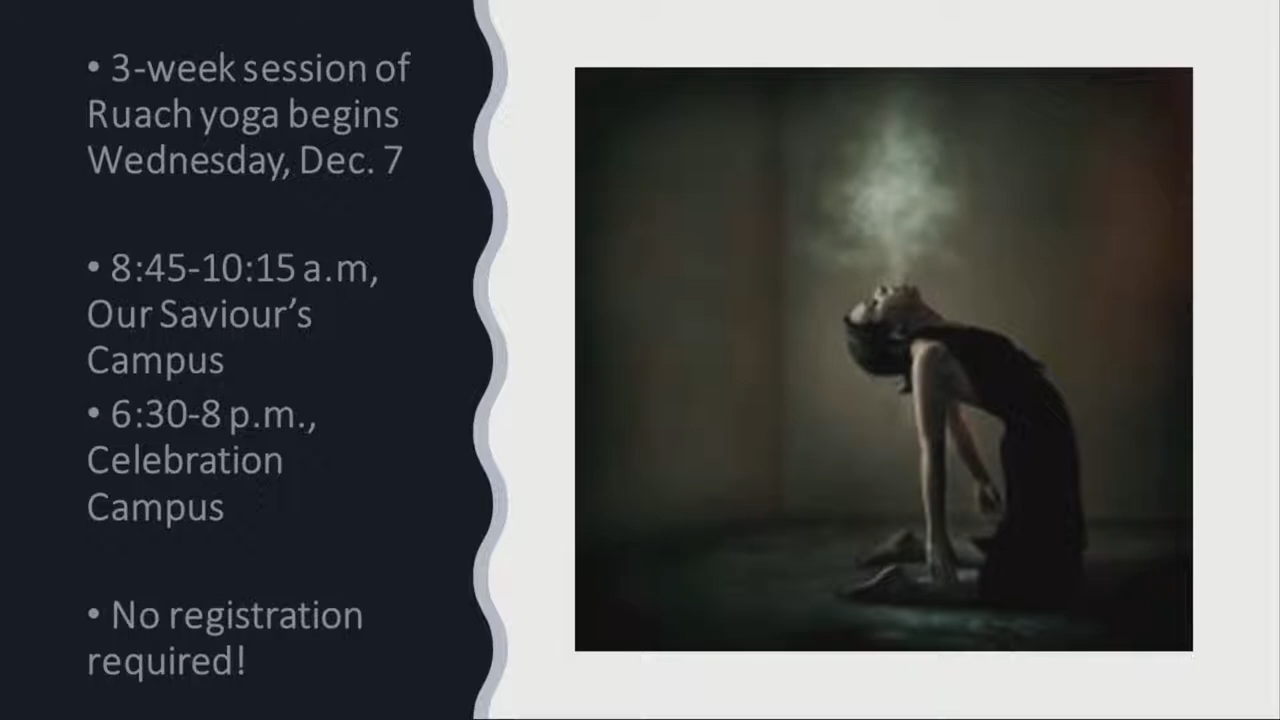 • 3-week session of
Ruach yoga begins
Wednesday, Dec. 7
• 8:45-10:15 a.m,
Our Saviour’s
Campus
• 6:30-8 p.m.,
Celebration
Campus
• No registration
required!